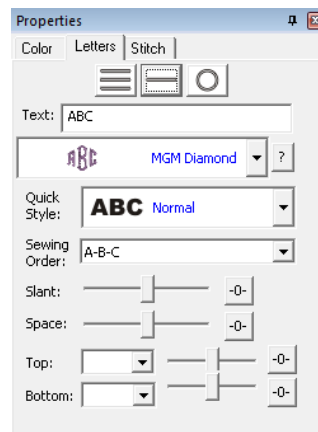 Properties
Color Letters Stitch
Text: ABC
ABC MGM Diamond ?
Quick Style: ABC Normal
Sewing Order: A-B-C
Slant: -0-
Space: -0-
Top: -0-
Bottom: -0-